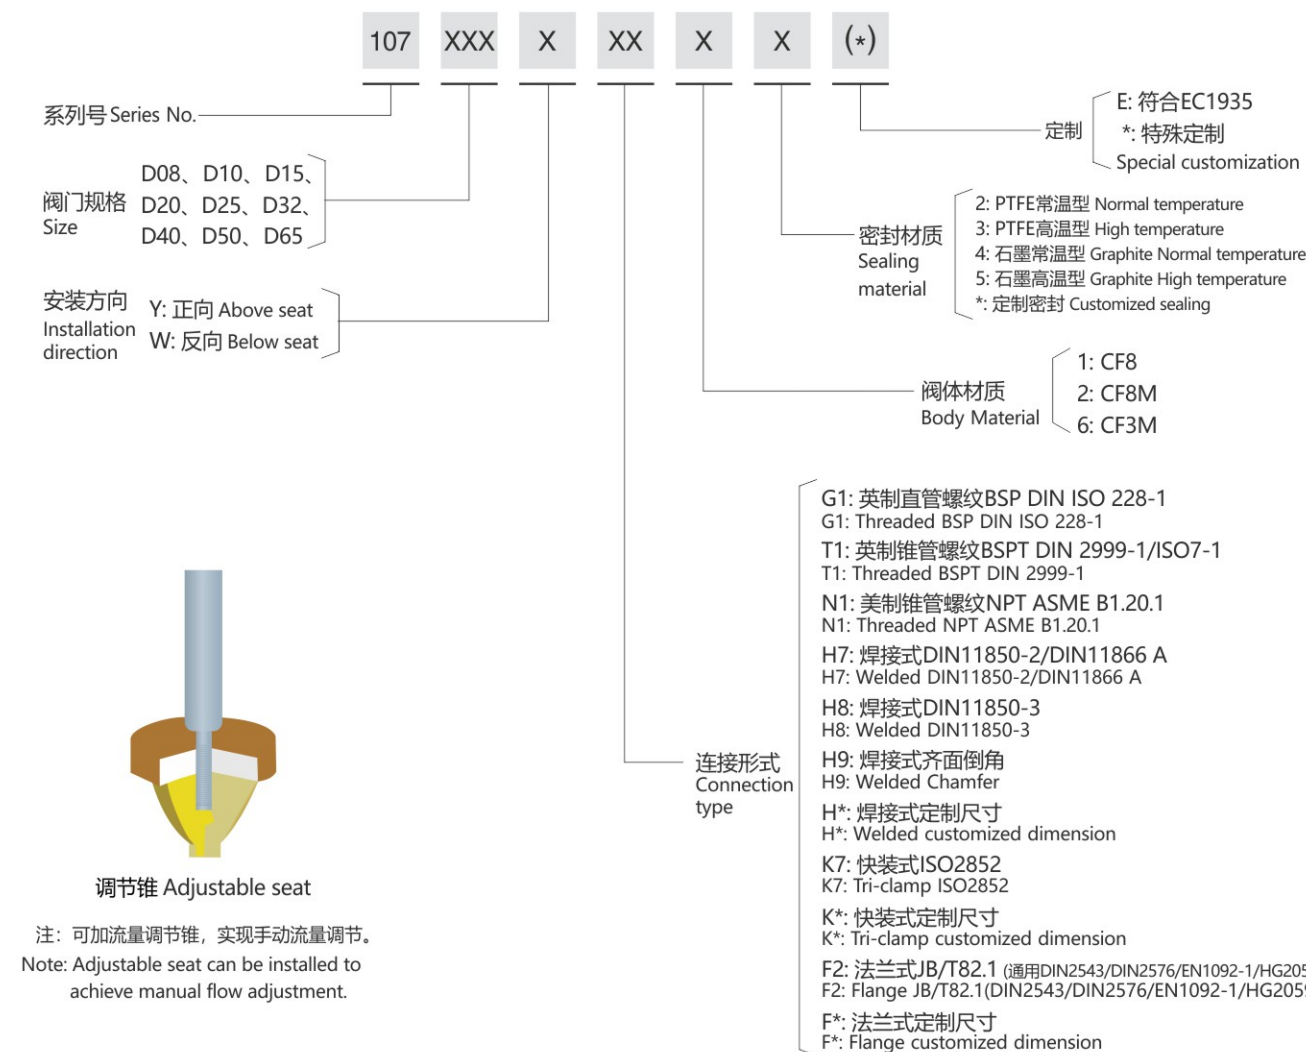 107 XXX X XX X X (*)
系列号 Series No.
阀门规格
Size
D08、D10、D15、
D20、D25、D32、
D40、D50、D65
安装方向
Installation
direction
Y: 正向 Above seat
W: 反向 Below seat
定制
E: 符合EC1935
*: 特殊定制
Special customization
密封材质
Sealing
material
2: PTFE常温型 Normal temperature
3: PTFE高温型 High temperature
4: 石墨常温型 Graphite Normal temperature
5: 石墨高温型 Graphite High temperature
*: 定制密封 Customized sealing
阀体材质
Body Material
1: CF8
2: CF8M
6: CF3M
连接形式
Connection
type
G1: 英制直管螺纹BSP DIN ISO 228-1
G1: Threaded BSP DIN ISO 228-1
T1: 英制锥管螺纹BSPT DIN 2999-1/ISO7-1
T1: Threaded BSPT DIN 2999-1
N1: 美制锥管螺纹NPT ASME B1.20.1
N1: Threaded NPT ASME B1.20.1
H7: 焊接式DIN11850-2/DIN11866 A
H7: Welded DIN11850-2/DIN11866 A
H8: 焊接式DIN11850-3
H8: Welded DIN11850-3
H9: 焊接式齐面倒角
H9: Welded Chamfer
H*: 焊接式定制尺寸
H*: Welded customized dimension
K7: 快装式ISO2852
K7: Tri-clamp ISO2852
K*: 快装式定制尺寸
K*: Tri-clamp customized dimension
F2: 法兰式JB/T82.1 (通用DIN2543/DIN2576/EN1092-1/HG205
F2: Flange JB/T82.1(DIN2543/DIN2576/EN1092-1/HG2059
F*: 法兰式定制尺寸
F*: Flange customized dimension
调节锥 Adjustable seat
注：可加流量调节锥，实现手动流量调节。
Note: Adjustable seat can be installed to
achieve manual flow adjustment.